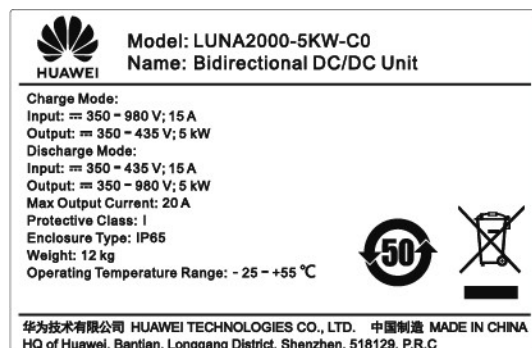 HUAWEI
Model: LUNA2000-5KW-C0
Name: Bidirectional DC/DC Unit
Charge Mode:
Input: ⎓ 350 - 980 V; 15 A
Output: ⎓ 350 - 435 V; 5 kW
Discharge Mode:
Input: ⎓ 350 - 435 V; 15 A
Output: ⎓ 350 - 980 V; 5 kW
Max Output Current: 20 A
Protective Class: I
Enclosure Type: IP65
Weight: 12 kg
Operating Temperature Range: - 25 - +55 ℃
50
华为技术有限公司 HUAWEI TECHNOLOGIES CO., LTD. 中国制造 MADE IN CHINA
HQ of Huawei, Bantian, Longgang District, Shenzhen, 518129, P.R.C